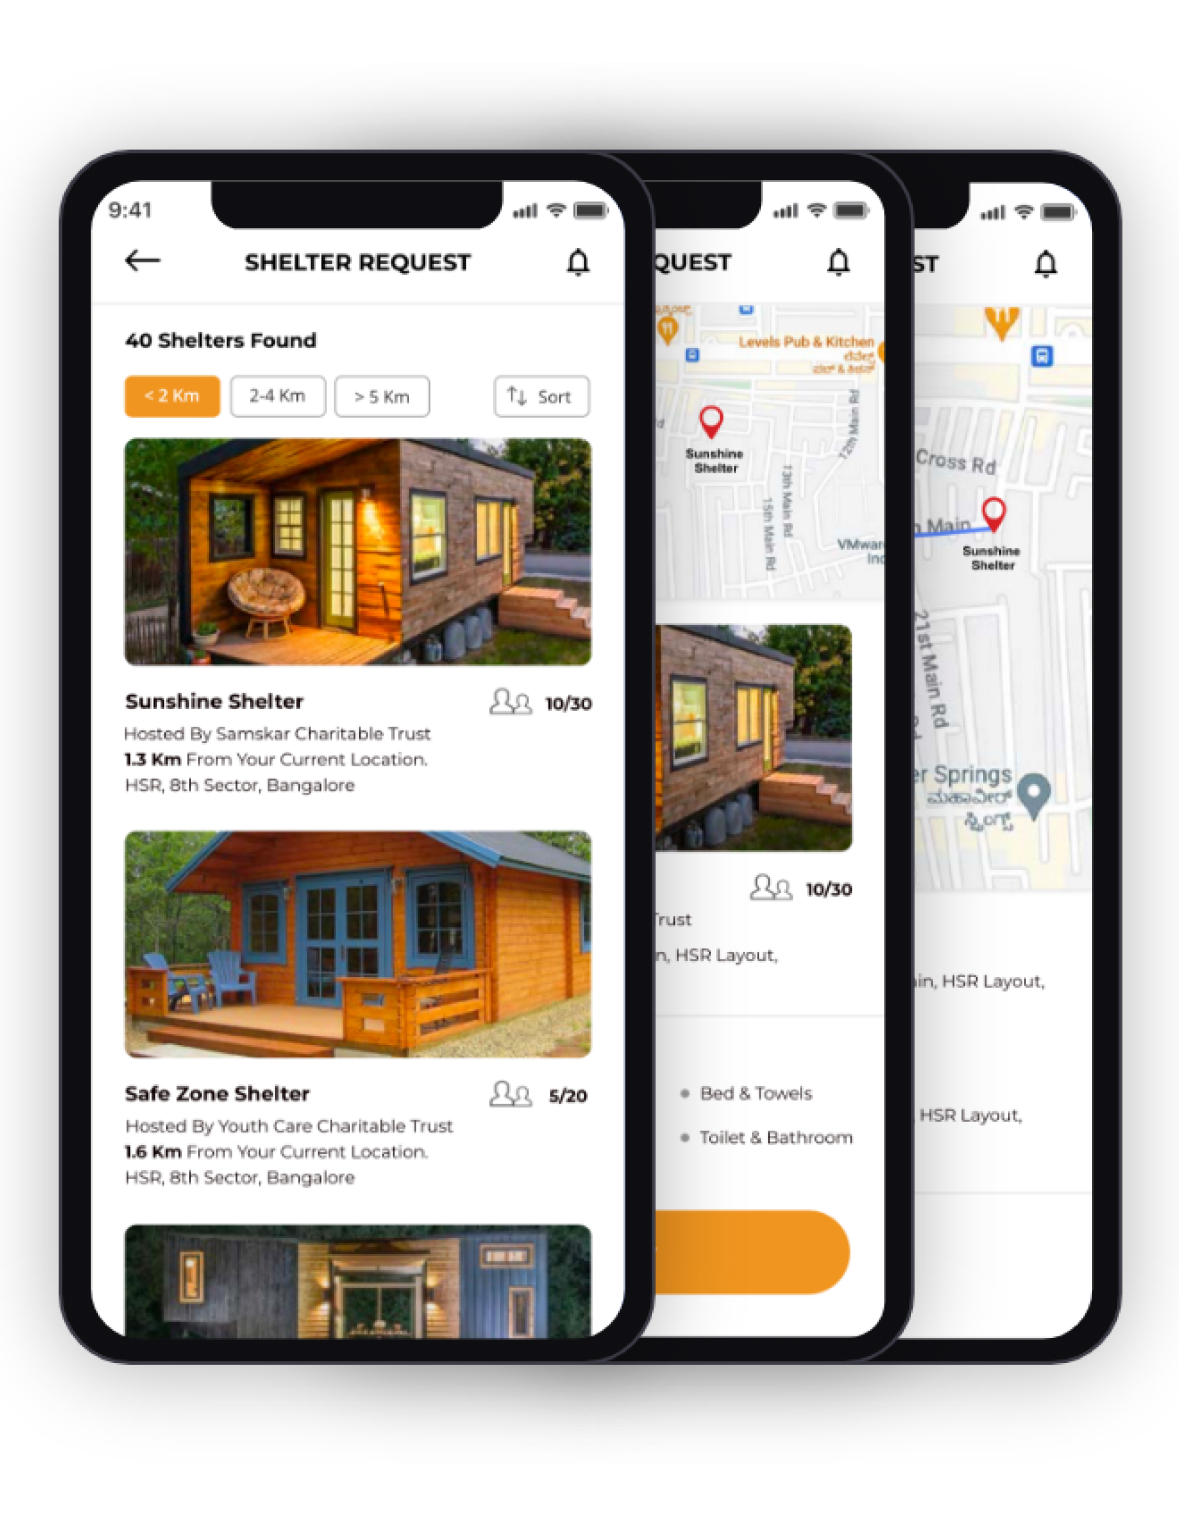 9:41
SHELTER REQUEST
40 Shelters Found
< 2 Km
2-4 Km
> 5 Km
Sort
Sunshine Shelter
10/30
Hosted By Samskar Charitable Trust
1.3 Km From Your Current Location.
HSR, 8th Sector, Bangalore
Safe Zone Shelter
5/20
Hosted By Youth Care Charitable Trust
1.6 Km From Your Current Location.
HSR, 8th Sector, Bangalore
QUEST
Levels Pub & Kitchen
Sunshine
Shelter
12th Main Rd
13th Main Rd
15th Main Rd
VMwar
Inc
10/30
Trust
n, HSR Layout,
Bed & Towels
Toilet & Bathroom
ST
Cross Rd
n Main
Sunshine
Shelter
21st Main Rd
er Springs
ಮಹಾವೀರ್
ಸ್ಪ್ರಿಂಗ್ಸ್
ain, HSR Layout,
HSR Layout,